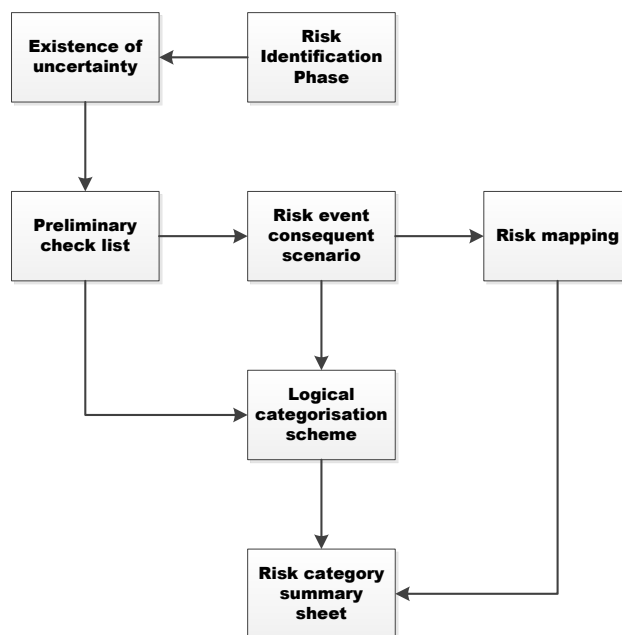 Existence of
uncertainty
Risk
Identification
Phase
Preliminary
check list
Risk event
consequent
scenario
Risk mapping
Logical
categorisation
scheme
Risk category
summary
sheet